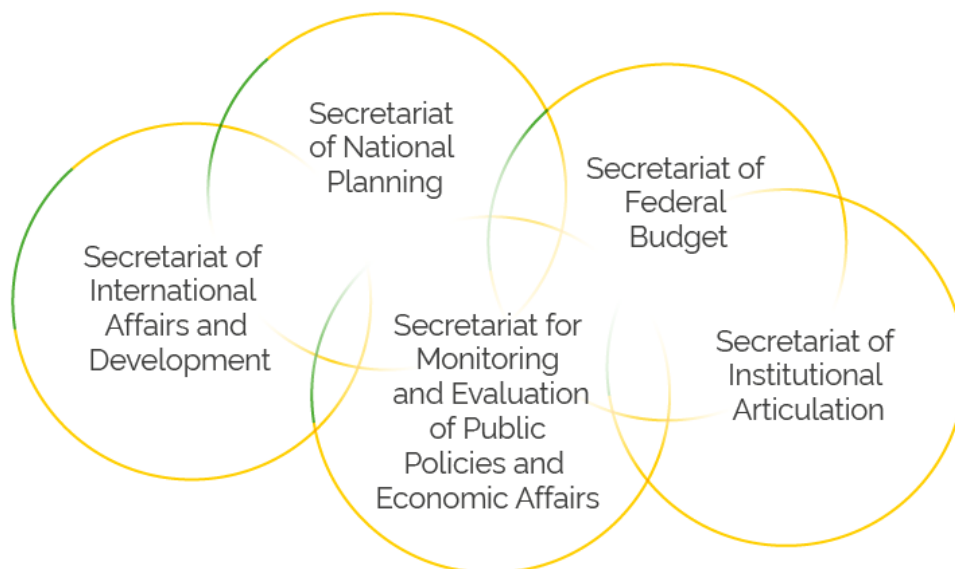 Secretariat
of National
Planning
Secretariat of
Federal
Budget
Secretariat of
International
Affairs and
Development
Secretariat for
Monitoring
and Evaluation
of Public
Policies and
Economic Affairs
Secretariat of
Institutional
Articulation